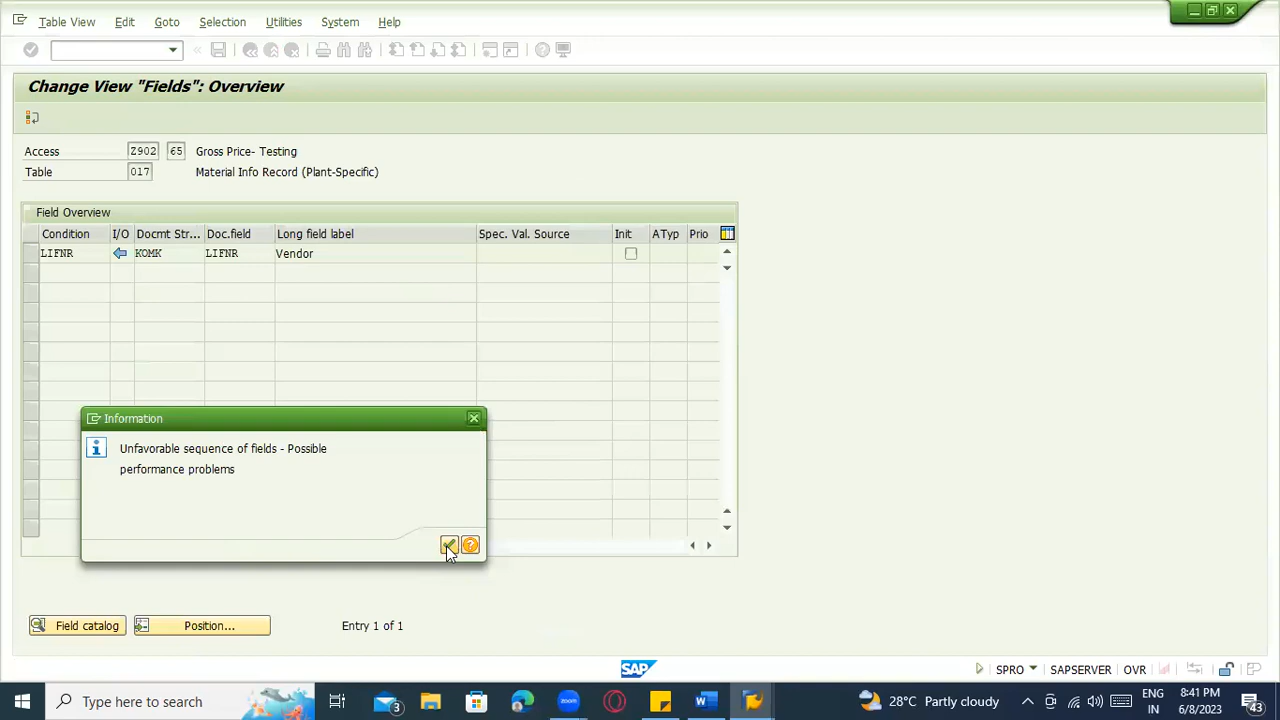 Table View Edit Goto Selection Utilities System Help
Change View "Fields": Overview
Access Z902 65 Gross Price- Testing
Table 017 Material Info Record (Plant-Specific)
Field Overview
Condition I/O Docmt Str... Doc.field Long field label Spec. Val. Source Init ATyp Prio
LIFNR KOMK LIFNR Vendor
Information
Unfavorable sequence of fields - Possible
performance problems
Field catalog Position... Entry 1 of 1
SAP SPRO SAPSERVER OVR
Type here to search 3 28°C Partly cloudy ENG IN 8:41 PM 6/8/2023 43